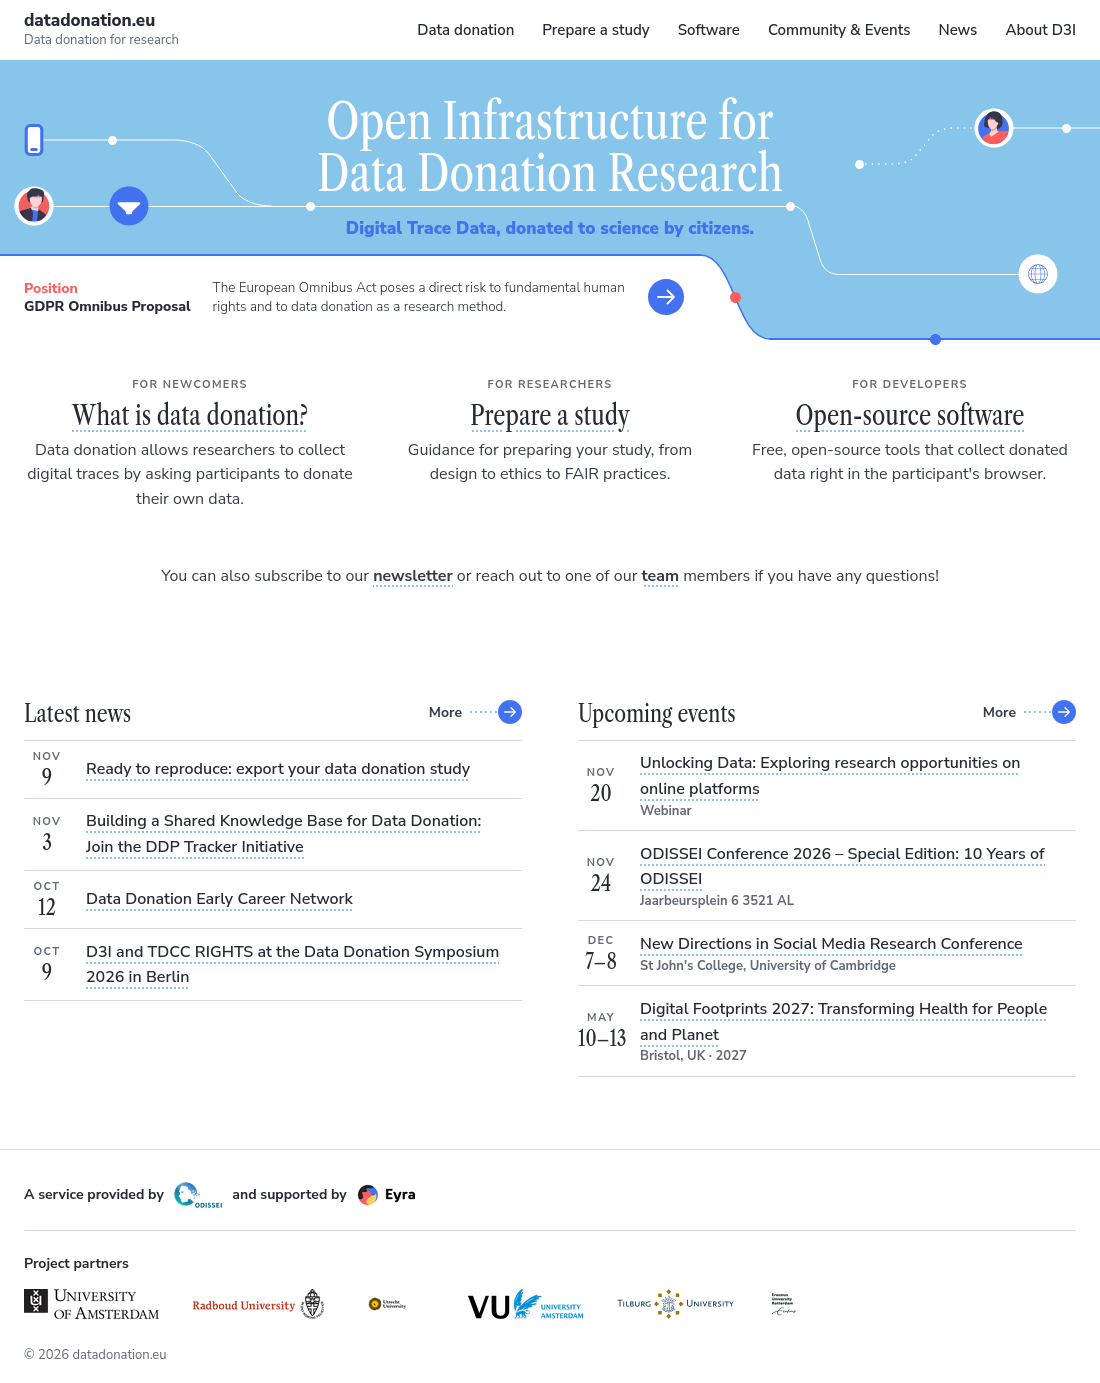 datadonation.eu
Data donation for research
Data donation
Prepare a study
Software
Community & Events
News
About D3I
Open Infrastructure for
Data Donation Research
Digital Trace Data, donated to science by citizens.
Position
GDPR Omnibus Proposal
The European Omnibus Act poses a direct risk to fundamental human
rights and to data donation as a research method.
FOR NEWCOMERS
What is data donation?
Data donation allows researchers to collect
digital traces by asking participants to donate
their own data.
FOR RESEARCHERS
Prepare a study
Guidance for preparing your study, from
design to ethics to FAIR practices.
FOR DEVELOPERS
Open-source software
Free, open-source tools that collect donated
data right in the participant's browser.
You can also subscribe to our newsletter or reach out to one of our team members if you have any questions!
Latest news
More
NOV
9
Ready to reproduce: export your data donation study
NOV
3
Building a Shared Knowledge Base for Data Donation:
Join the DDP Tracker Initiative
OCT
12
Data Donation Early Career Network
OCT
9
D3I and TDCC RIGHTS at the Data Donation Symposium
2026 in Berlin
Upcoming events
More
NOV
20
Unlocking Data: Exploring research opportunities on
online platforms
Webinar
NOV
24
ODISSEI Conference 2026 – Special Edition: 10 Years of
ODISSEI
Jaarbeursplein 6 3521 AL
DEC
7–8
New Directions in Social Media Research Conference
St John's College, University of Cambridge
MAY
10–13
Digital Footprints 2027: Transforming Health for People
and Planet
Bristol, UK · 2027
A service provided by ODISSEI and supported by Eyra
Project partners
UNIVERSITY
OF AMSTERDAM
Radboud University
Utrecht
University
VU UNIVERSITY
AMSTERDAM
TILBURG UNIVERSITY
Erasmus
University
Rotterdam
Erasmus
© 2026 datadonation.eu